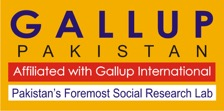 GALLUP
PAKISTAN
Affiliated with Gallup International
Pakistan's Foremost Social Research Lab